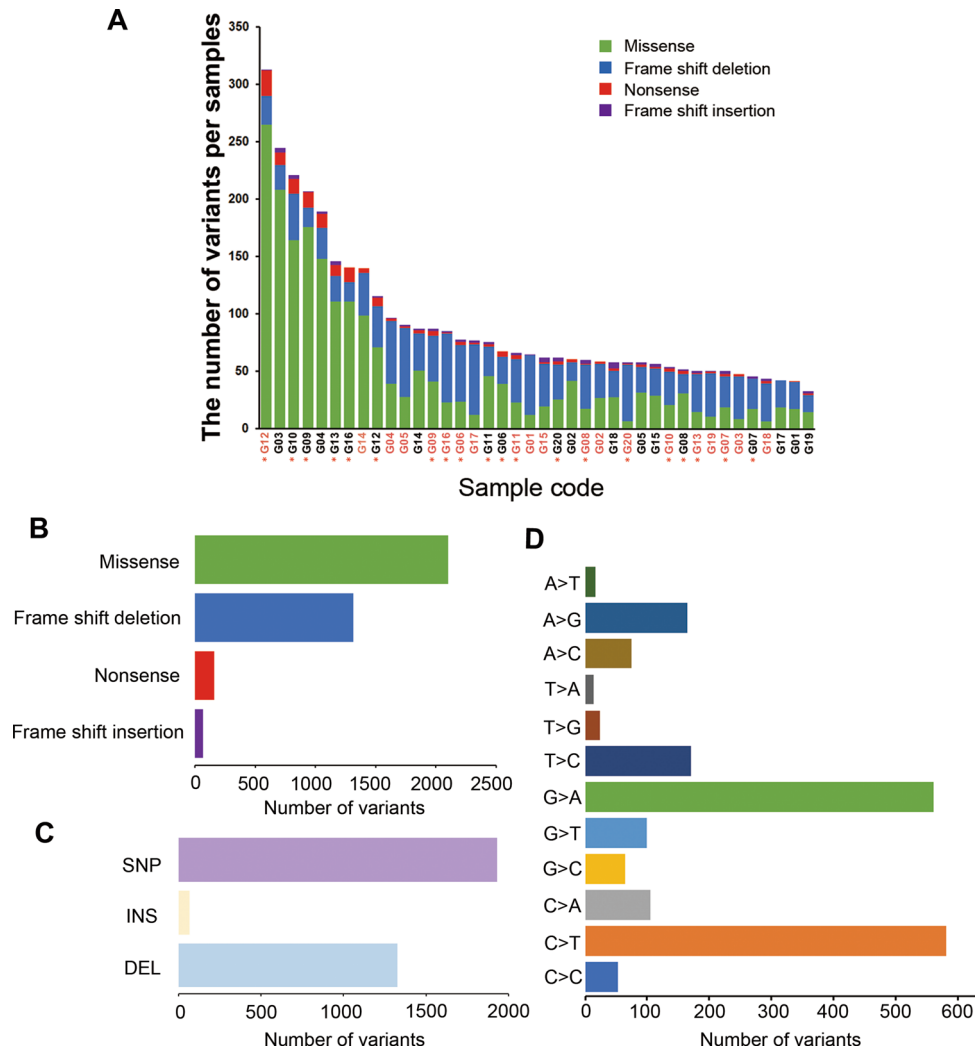 A
The number of variants per samples
350
300
250
200
150
100
50
0
Missense
Frame shift deletion
Nonsense
Frame shift insertion
* G12
G03
* G10
* G09
G04
* G13
* G16
G14
* G12
G04
G05
G14
* G09
* G16
* G06
G17
* G11
* G06
* G11
G01
G15
* G20
G02
* G08
G02
G18
* G20
G05
G15
* G10
* G08
* G13
G19
* G07
G03
* G07
G18
G17
G01
G19
Sample code
B
Missense
Frame shift deletion
Nonsense
Frame shift insertion
0 500 1000 1500 2000 2500
Number of variants
C
SNP
INS
DEL
0 500 1000 1500 2000
Number of variants
D
A>T
A>G
A>C
T>A
T>G
T>C
G>A
G>T
G>C
C>A
C>T
C>C
0 100 200 300 400 500 600
Number of variants